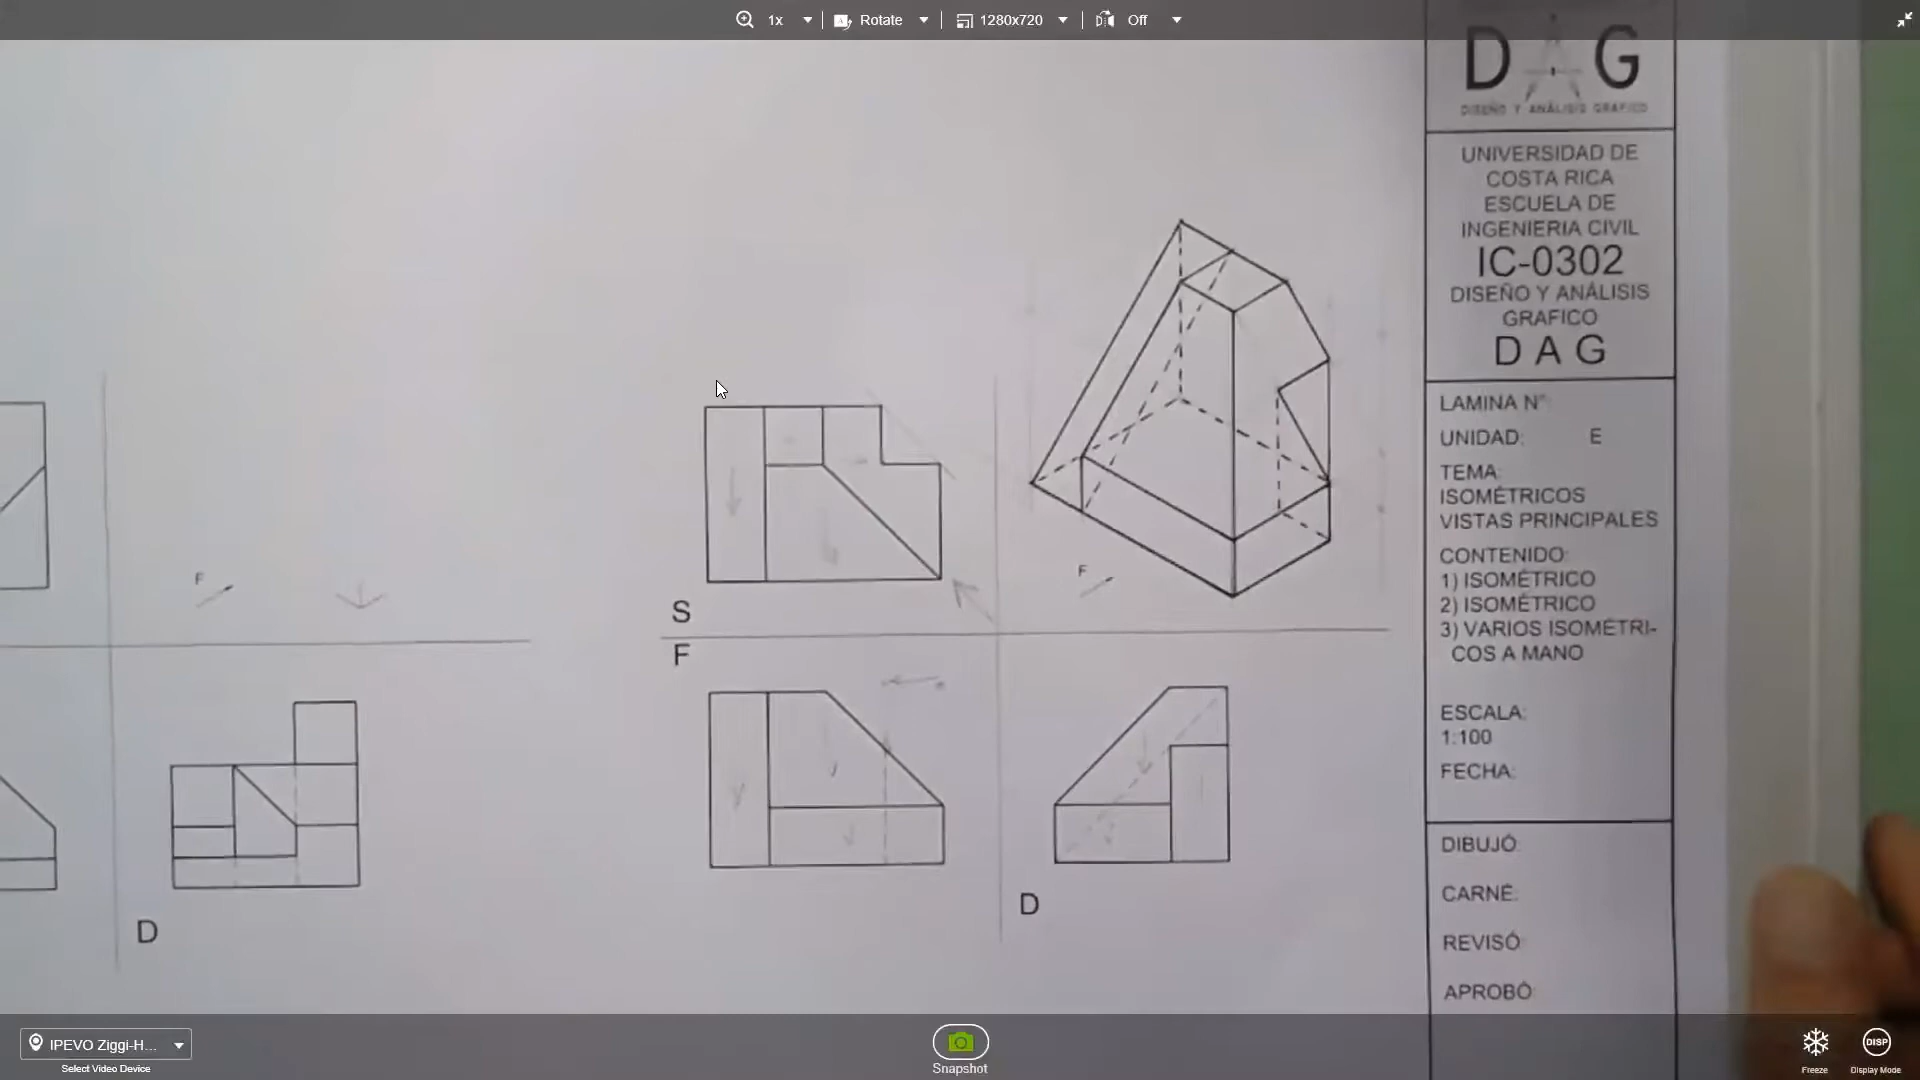 1x
Rotate
1280x720
Off
D A G
DISEÑO Y ANÁLISIS GRAFICO
UNIVERSIDAD DE
COSTA RICA
ESCUELA DE
INGENIERIA CIVIL
IC-0302
DISEÑO Y ANÁLISIS
GRAFICO
D A G
LAMINA N°
UNIDAD: E
TEMA:
ISOMÉTRICOS
VISTAS PRINCIPALES
CONTENIDO:
1) ISOMÉTRICO
2) ISOMÉTRICO
3) VARIOS ISOMÉTRI-
COS A MANO
ESCALA:
1:100
FECHA:
DIBUJÓ:
CARNÉ:
REVISÓ:
APROBÓ:
F
F
S
F
D
D
IPEVO Ziggi-H...
Select Video Device
Snapshot
Freeze
DISP
Display Mode